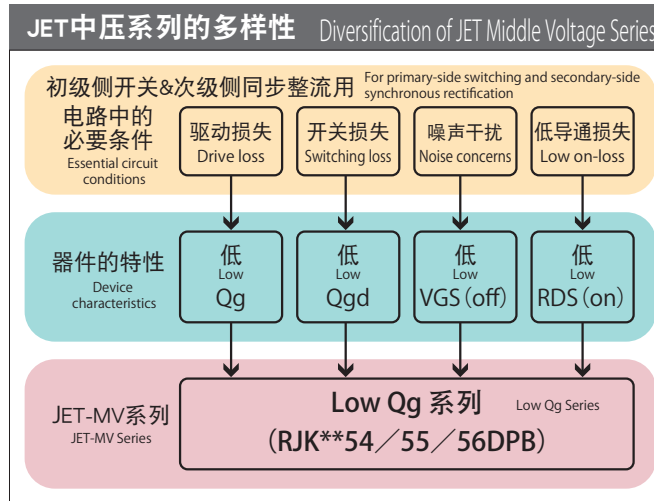 JET中压系列的多样性 Diversification of JET Middle Voltage Series
初级侧开关&次级侧同步整流用 For primary-side switching and secondary-side
synchronous rectification
电路中的
必要条件
Essential circuit
conditions
驱动损失
Drive loss
开关损失
Switching loss
噪声干扰
Noise concerns
低导通损失
Low on-loss
器件的特性
Device
characteristics
低
Low
Qg
低
Low
Qgd
低
Low
VGS(off)
低
Low
RDS(on)
JET-MV系列
JET-MV Series
Low Qg 系列 Low Qg Series
(RJK**54／55／56DPB)